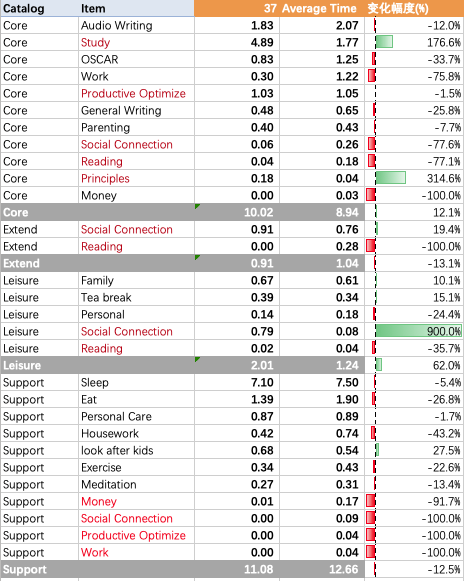 Catalog Item 37 Average Time 变化幅度(%)
Core Audio Writing 1.83 2.07 -12.0%
Core Study 4.89 1.77 176.6%
Core OSCAR 0.83 1.25 -33.7%
Core Work 0.30 1.22 -75.8%
Core Productive Optimize 1.03 1.05 -1.5%
Core General Writing 0.48 0.65 -25.8%
Core Parenting 0.40 0.43 -7.7%
Core Social Connection 0.06 0.26 -77.6%
Core Reading 0.04 0.18 -77.1%
Core Principles 0.18 0.04 314.6%
Core Money 0.00 0.03 -100.0%
Core 10.02 8.94 12.1%
Extend Social Connection 0.91 0.76 19.4%
Extend Reading 0.00 0.28 -100.0%
Extend 0.91 1.04 -13.1%
Leisure Family 0.67 0.61 10.1%
Leisure Tea break 0.39 0.34 15.1%
Leisure Personal 0.14 0.18 -24.4%
Leisure Social Connection 0.79 0.08 900.0%
Leisure Reading 0.02 0.04 -35.7%
Leisure 2.01 1.24 62.0%
Support Sleep 7.10 7.50 -5.4%
Support Eat 1.39 1.90 -26.8%
Support Personal Care 0.87 0.89 -1.7%
Support Housework 0.42 0.74 -43.2%
Support look after kids 0.68 0.54 27.5%
Support Exercise 0.34 0.43 -22.6%
Support Meditation 0.27 0.31 -13.4%
Support Money 0.01 0.17 -91.7%
Support Social Connection 0.00 0.09 -100.0%
Support Productive Optimize 0.00 0.04 -100.0%
Support Work 0.00 0.04 -100.0%
Support 11.08 12.66 -12.5%